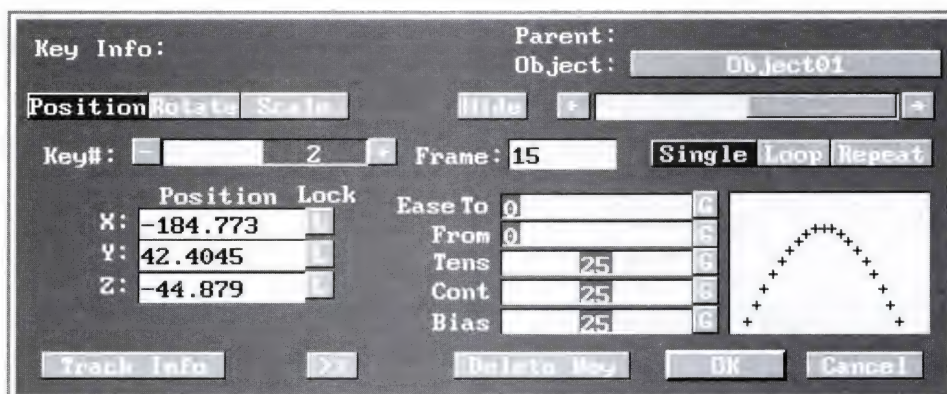 Key Info:
Parent:
Object: Object01
Position Rotate Scale Hide
Key#: - 2 + Frame: 15 Single Loop Repeat
Position Lock
X: -184.773 L
Y: 42.4045 L
Z: -44.879 L
Ease To 0 G
From 0 G
Tens 25 G
Cont 25 G
Bias 25 G
Track Info >> Delete Key OK Cancel